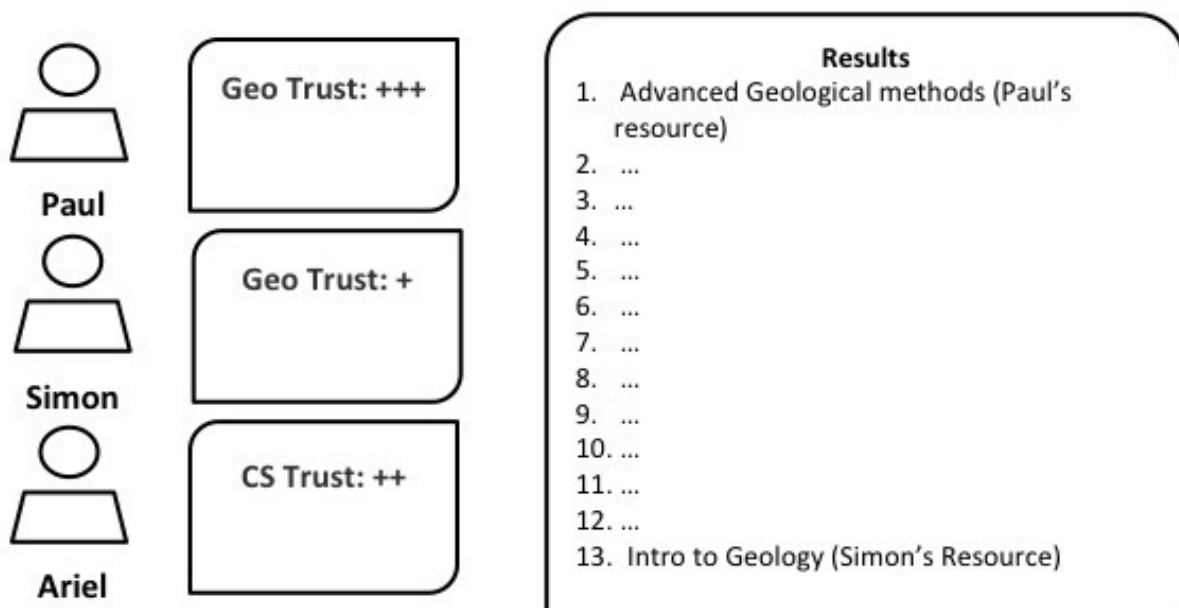 Geo Trust: +++
Paul
Geo Trust: +
Simon
CS Trust: ++
Ariel
Results
1. Advanced Geological methods (Paul's
resource)
2. ...
3. ...
4. ...
5. ...
6. ...
7. ...
8. ...
9. ...
10. ...
11. ...
12. ...
13. Intro to Geology (Simon's Resource)